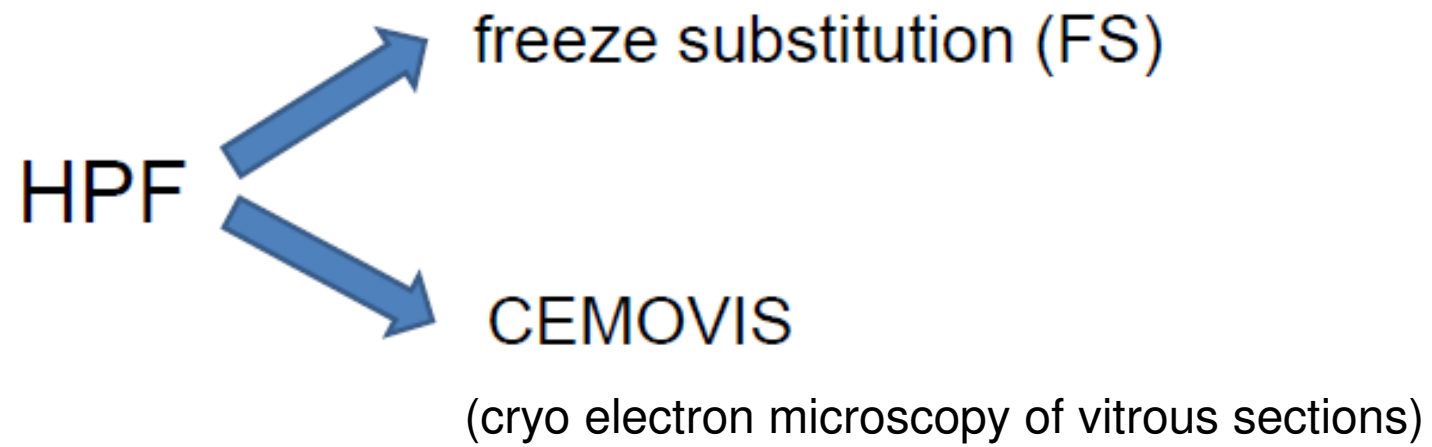 freeze substitution (FS)
HPF
CEMOVIS
(cryo electron microscopy of vitrous sections)